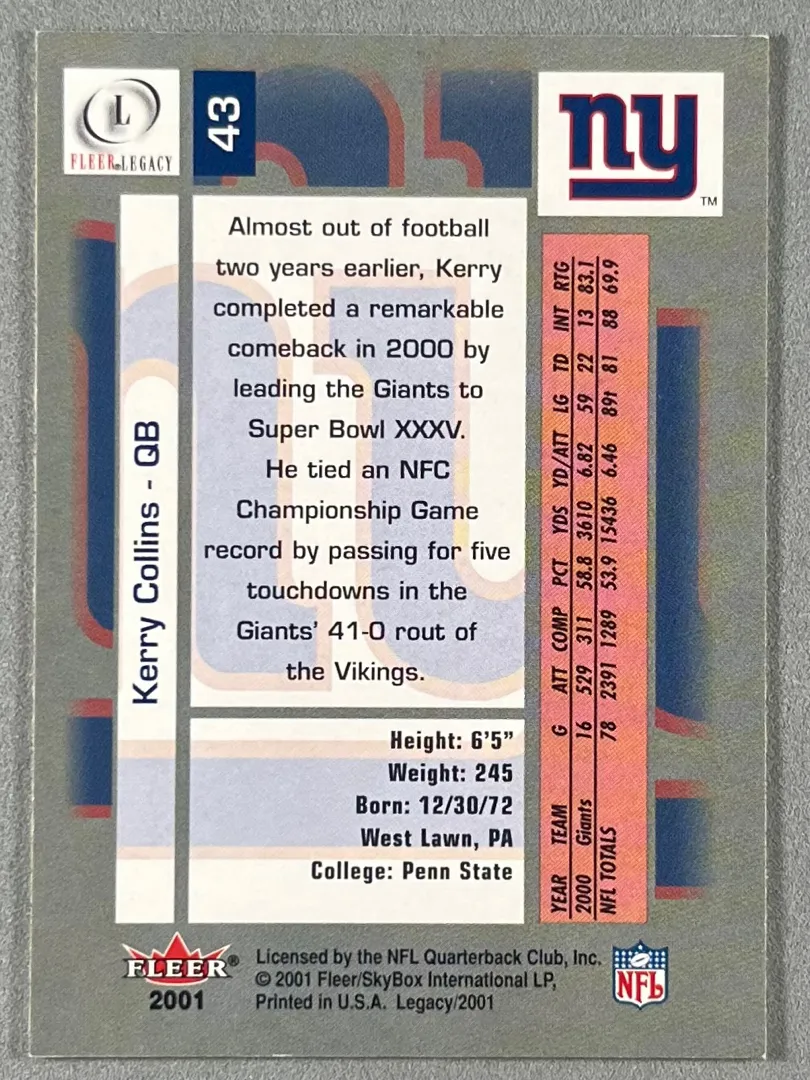 L
FLEER LEGACY
43
ny
TM
Kerry Collins - QB
Almost out of football
two years earlier, Kerry
completed a remarkable
comeback in 2000 by
leading the Giants to
Super Bowl XXXV.
He tied an NFC
Championship Game
record by passing for five
touchdowns in the
Giants' 41-0 rout of
the Vikings.
Height: 6'5"
Weight: 245
Born: 12/30/72
West Lawn, PA
College: Penn State
YEAR TEAM G ATT COMP PCT YDS YD/ATT LG TD INT RTG
2000 Giants 16 529 311 58.8 3610 6.82 59 22 13 83.1
NFL TOTALS 78 2391 1289 53.9 15436 6.46 89t 81 88 69.9
FLEER®
2001
Licensed by the NFL Quarterback Club, Inc.
© 2001 Fleer/SkyBox International LP,
Printed in U.S.A. Legacy/2001
NFL